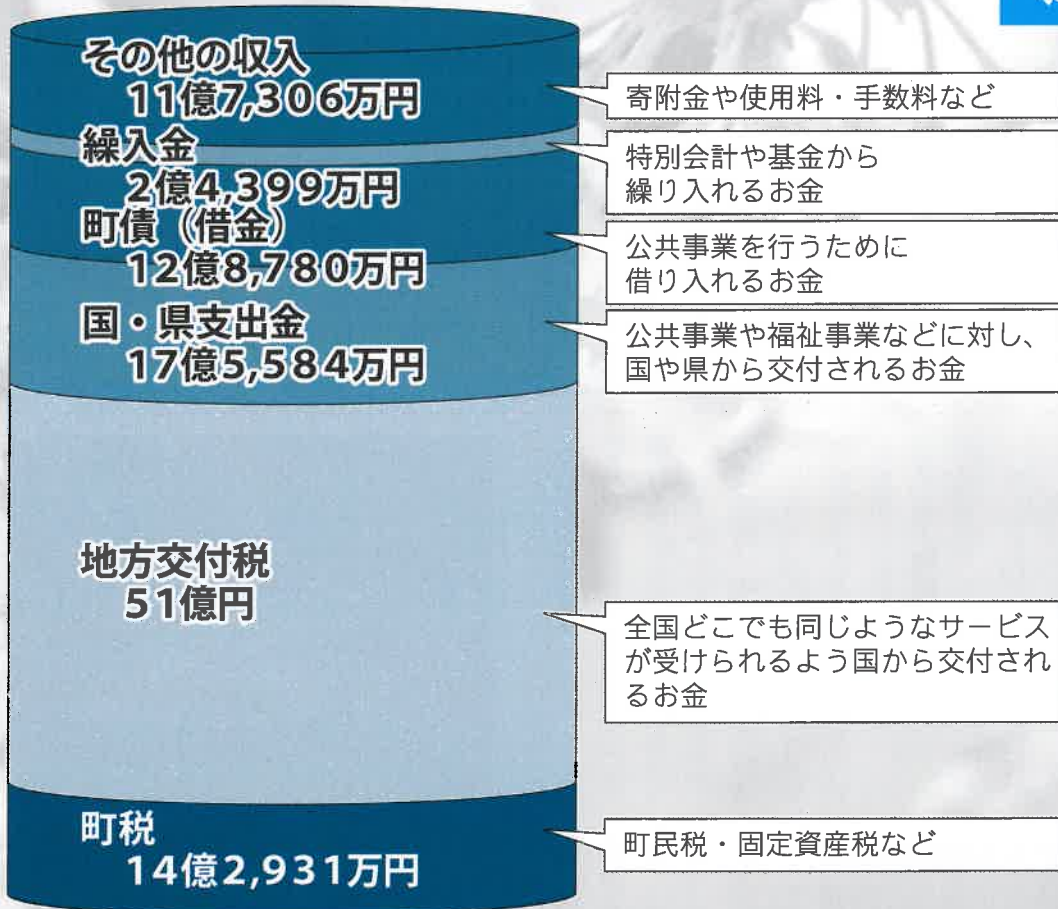 その他の収入
11億7,306万円
寄附金や使用料・手数料など
繰入金
2億4,399万円
特別会計や基金から
繰り入れるお金
町債（借金）
12億8,780万円
公共事業を行うために
借り入れるお金
国・県支出金
17億5,584万円
公共事業や福祉事業などに対し、
国や県から交付されるお金
地方交付税
51億円
全国どこでも同じようなサービス
が受けられるよう国から交付され
るお金
町税
14億2,931万円
町民税・固定資産税など